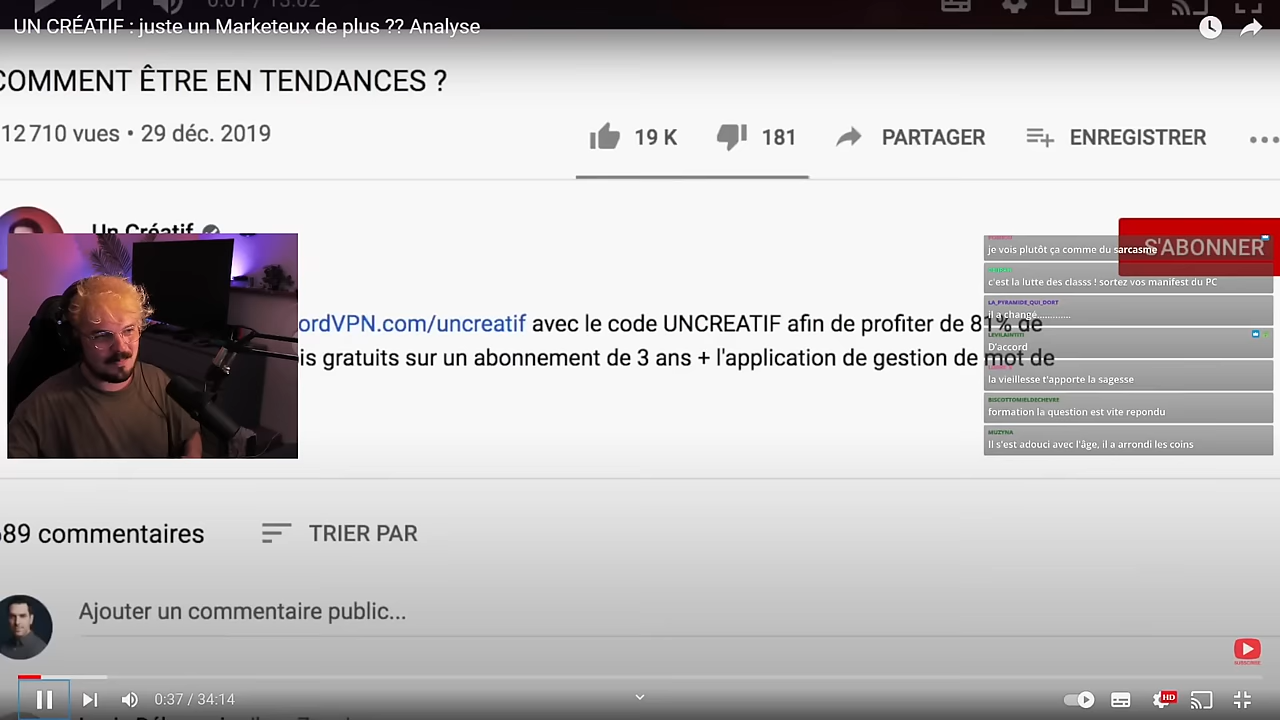 UN CRÉATIF : juste un Marketeux de plus ?? Analyse
COMMENT ÊTRE EN TENDANCES ?
12 710 vues • 29 déc. 2019
19 K
181
PARTAGER
ENREGISTRER
Un Créatif
S'ABONNER
ordVPN.com/uncreatif avec le code UNCREATIF afin de profiter de 81% de
is gratuits sur un abonnement de 3 ans + l'application de gestion de mot de
je vois plutôt ça comme du sarcasme
c'est la lutte des classs ! sortez vos manifest du PC
LA_PYRAMIDE_QUI_DORT
il a changé.............
D'accord
la vieillesse t'apporte la sagesse
BISCOTTOMIELDECHEVRE
formation la question est vite repondu
MUZYNA
Il s'est adouci avec l'âge, il a arrondi les coins
89 commentaires
TRIER PAR
Ajouter un commentaire public...
SUBSCRIBE
0:37 / 34:14
HD